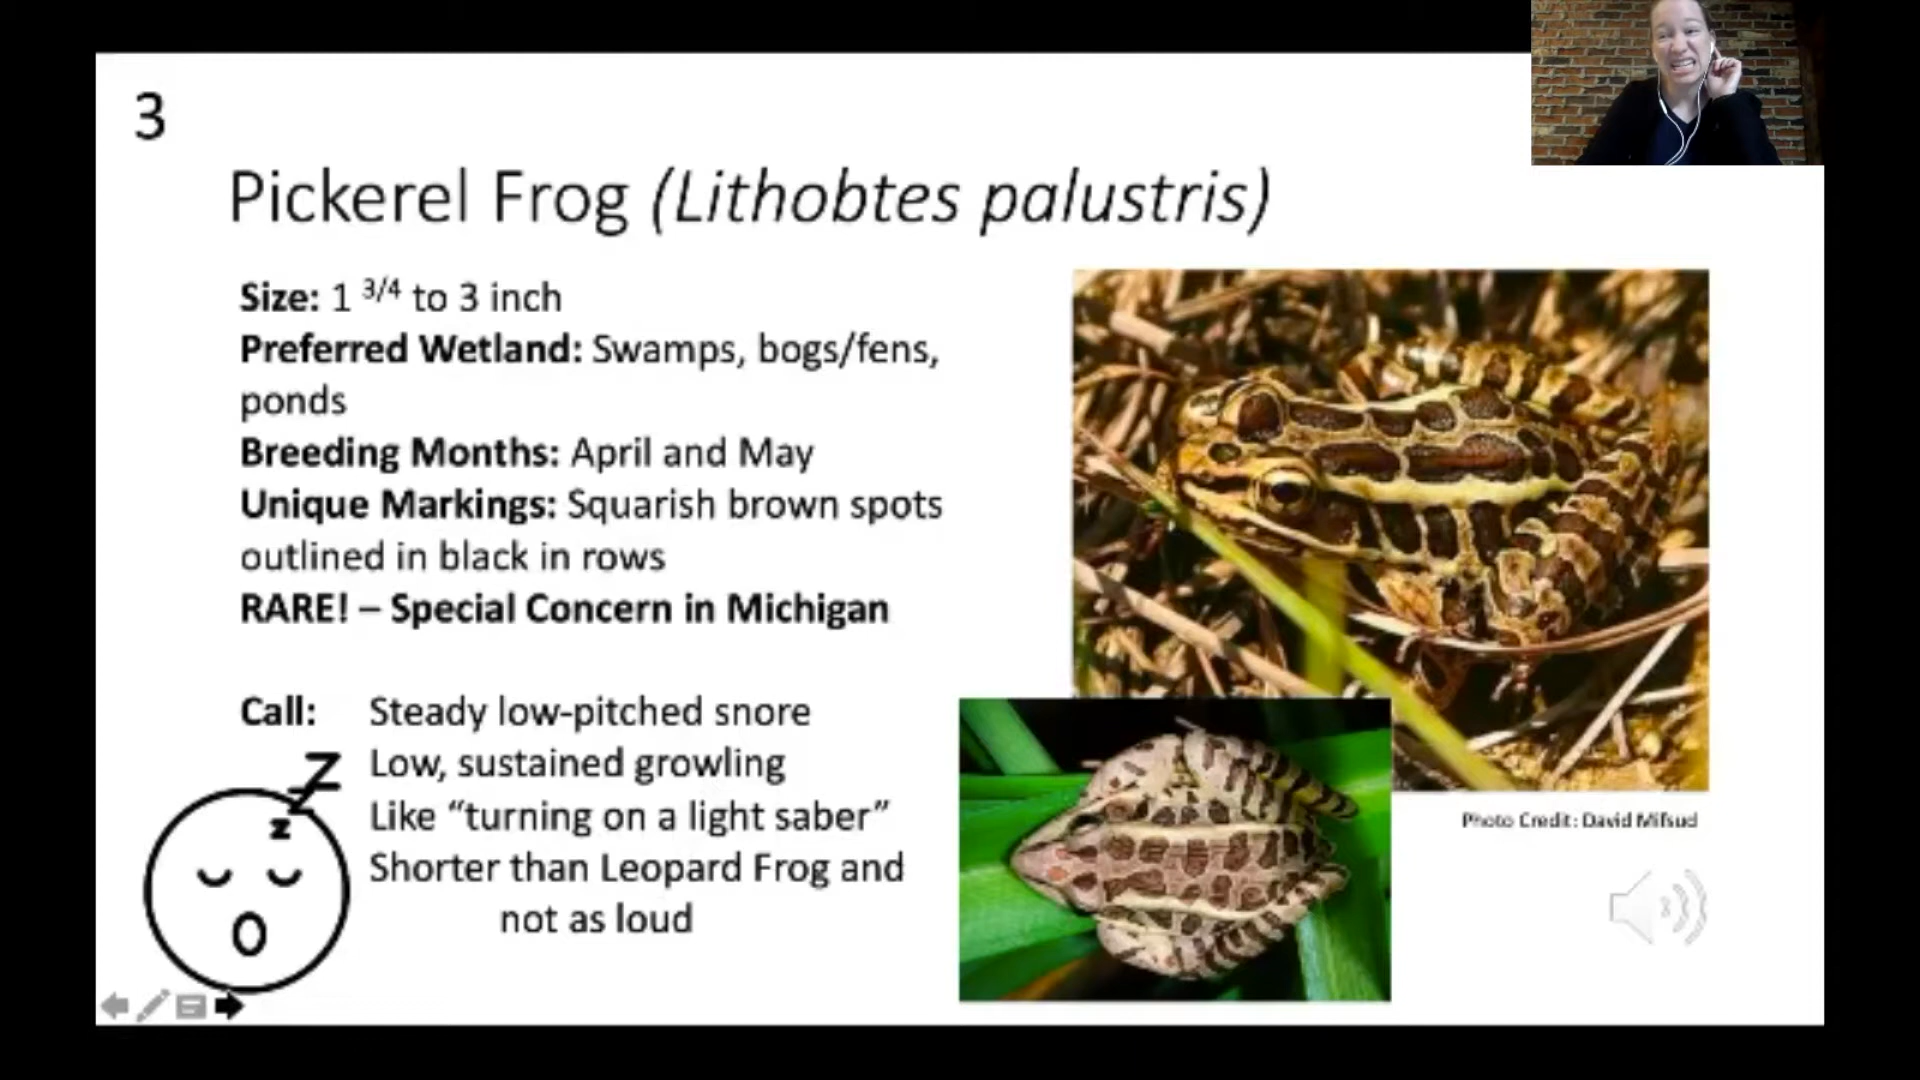 3
Pickerel Frog (Lithobtes palustris)
Size: 1 3/4 to 3 inch
Preferred Wetland: Swamps, bogs/fens,
ponds
Breeding Months: April and May
Unique Markings: Squarish brown spots
outlined in black in rows
RARE! – Special Concern in Michigan
Call: Steady low-pitched snore
Low, sustained growling
Like “turning on a light saber”
Shorter than Leopard Frog and
not as loud
Z
z
Photo Credit: David Mifsud